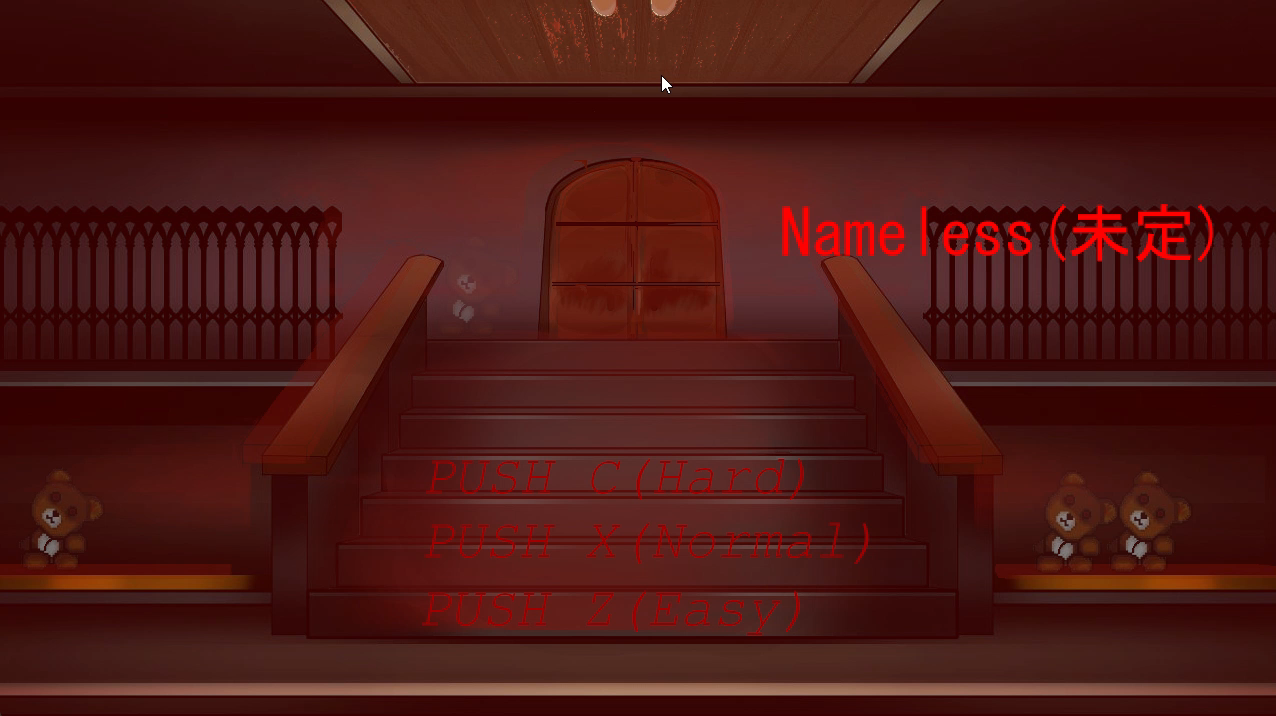 Nameless(未定)
PUSH C(Hard)
PUSH X(Normal)
PUSH Z(Easy)